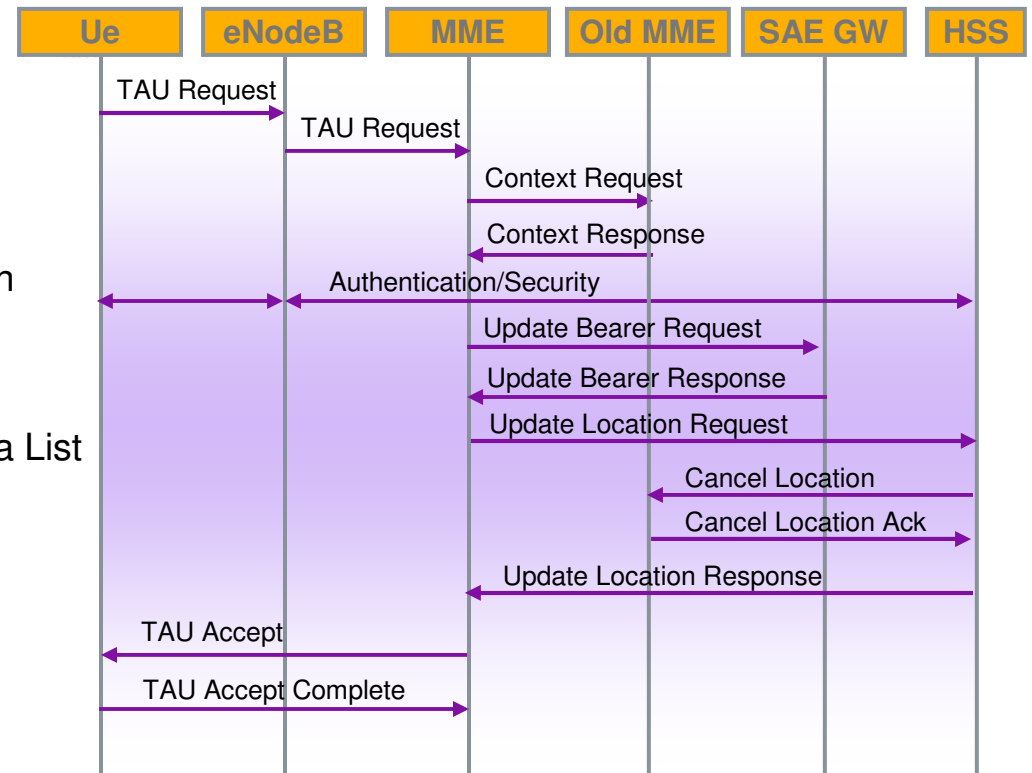 Ue eNodeB MME Old MME SAE GW HSS
TAU Request
TAU Request
Context Request
Context Response
n
Authentication/Security
Update Bearer Request
Update Bearer Response
Update Location Request
a List
Cancel Location
Cancel Location Ack
Update Location Response
TAU Accept
TAU Accept Complete